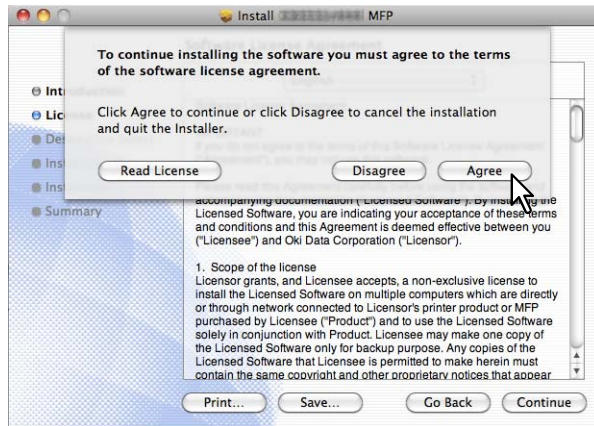 Install MFP
Software License Agreement
To continue installing the software you must agree to the terms
of the software license agreement.
Click Agree to continue or click Disagree to cancel the installation
and quit the Installer.
Read License
Disagree
Agree
Int
Lic
Des
Inst
Inst
Summary
accompanying documentation ("Licensed Software"). By installing the
Licensed Software, you are indicating your acceptance of these terms
and conditions and this Agreement is deemed effective between you
("Licensee") and Oki Data Corporation ("Licensor").
1. Scope of the license
Licensor grants, and Licensee accepts, a non-exclusive license to
install the Licensed Software on multiple computers which are directly
or through network connected to Licensor's printer product or MFP
purchased by Licensee ("Product") and to use the Licensed Software
solely in conjunction with Product. Licensee may make one copy of
the Licensed Software only for backup purpose. Any copies of the
Licensed Software that Licensee is permitted to make herein must
contain the same copyright and other proprietary notices that appear
Print...
Save...
Go Back
Continue